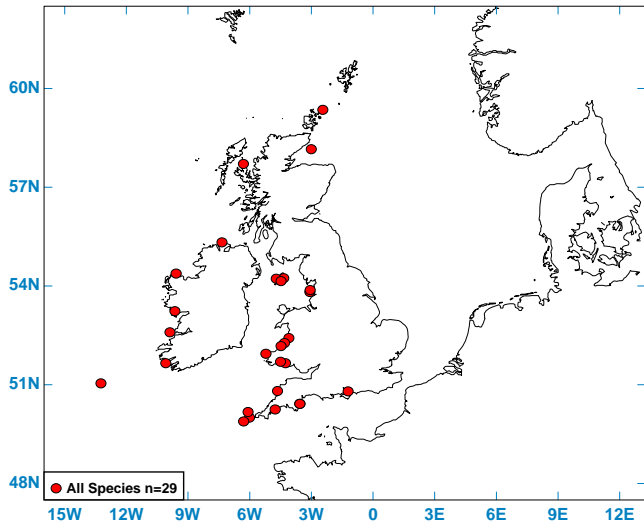 60N
57N
54N
51N
48N
All Species n=29
15W 12W 9W 6W 3W 0 3E 6E 9E 12E